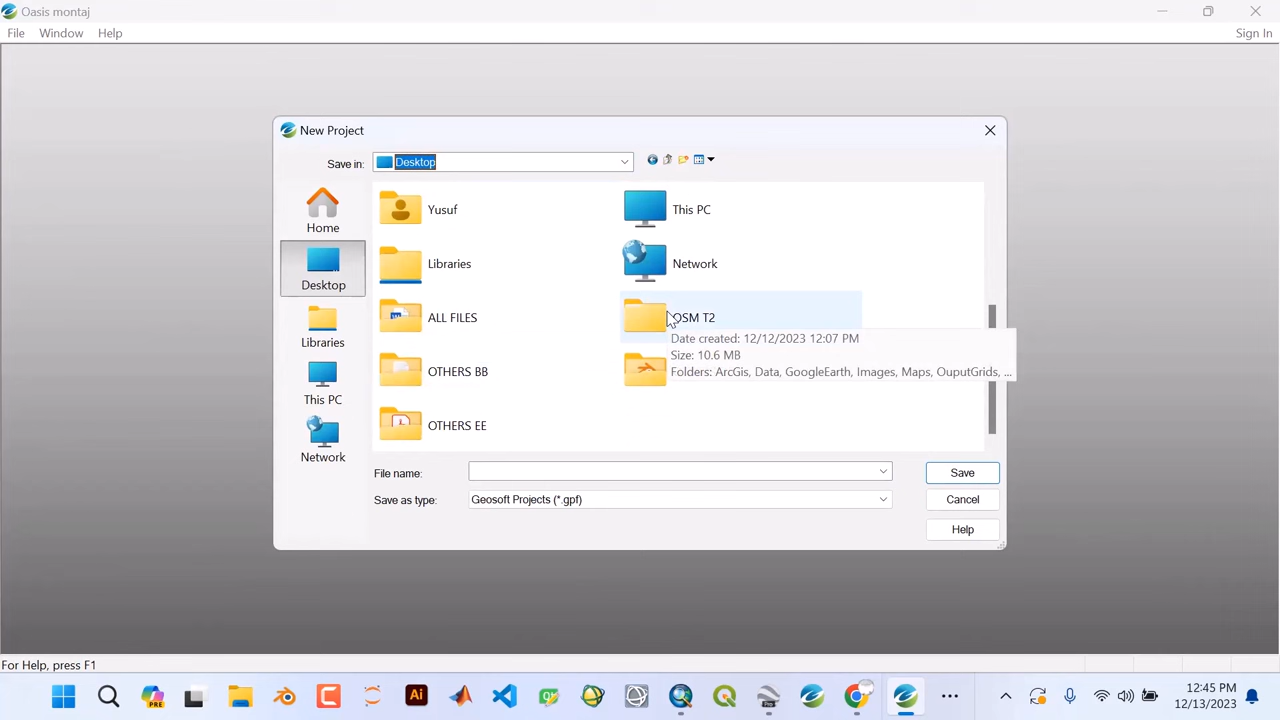 Oasis montaj
File Window Help Sign In
New Project
Save in: Desktop
Home
Desktop
Libraries
This PC
Network
Yusuf
This PC
Libraries
Network
ALL FILES
OSM T2
Date created: 12/12/2023 12:07 PM
Size: 10.6 MB
Folders: ArcGis, Data, GoogleEarth, Images, Maps, OuputGrids, ...
OTHERS BB
OTHERS EE
File name:
Save
Save as type: Geosoft Projects (*.gpf)
Cancel
Help
For Help, press F1
PRE
Ai
Pro
12:45 PM
12/13/2023